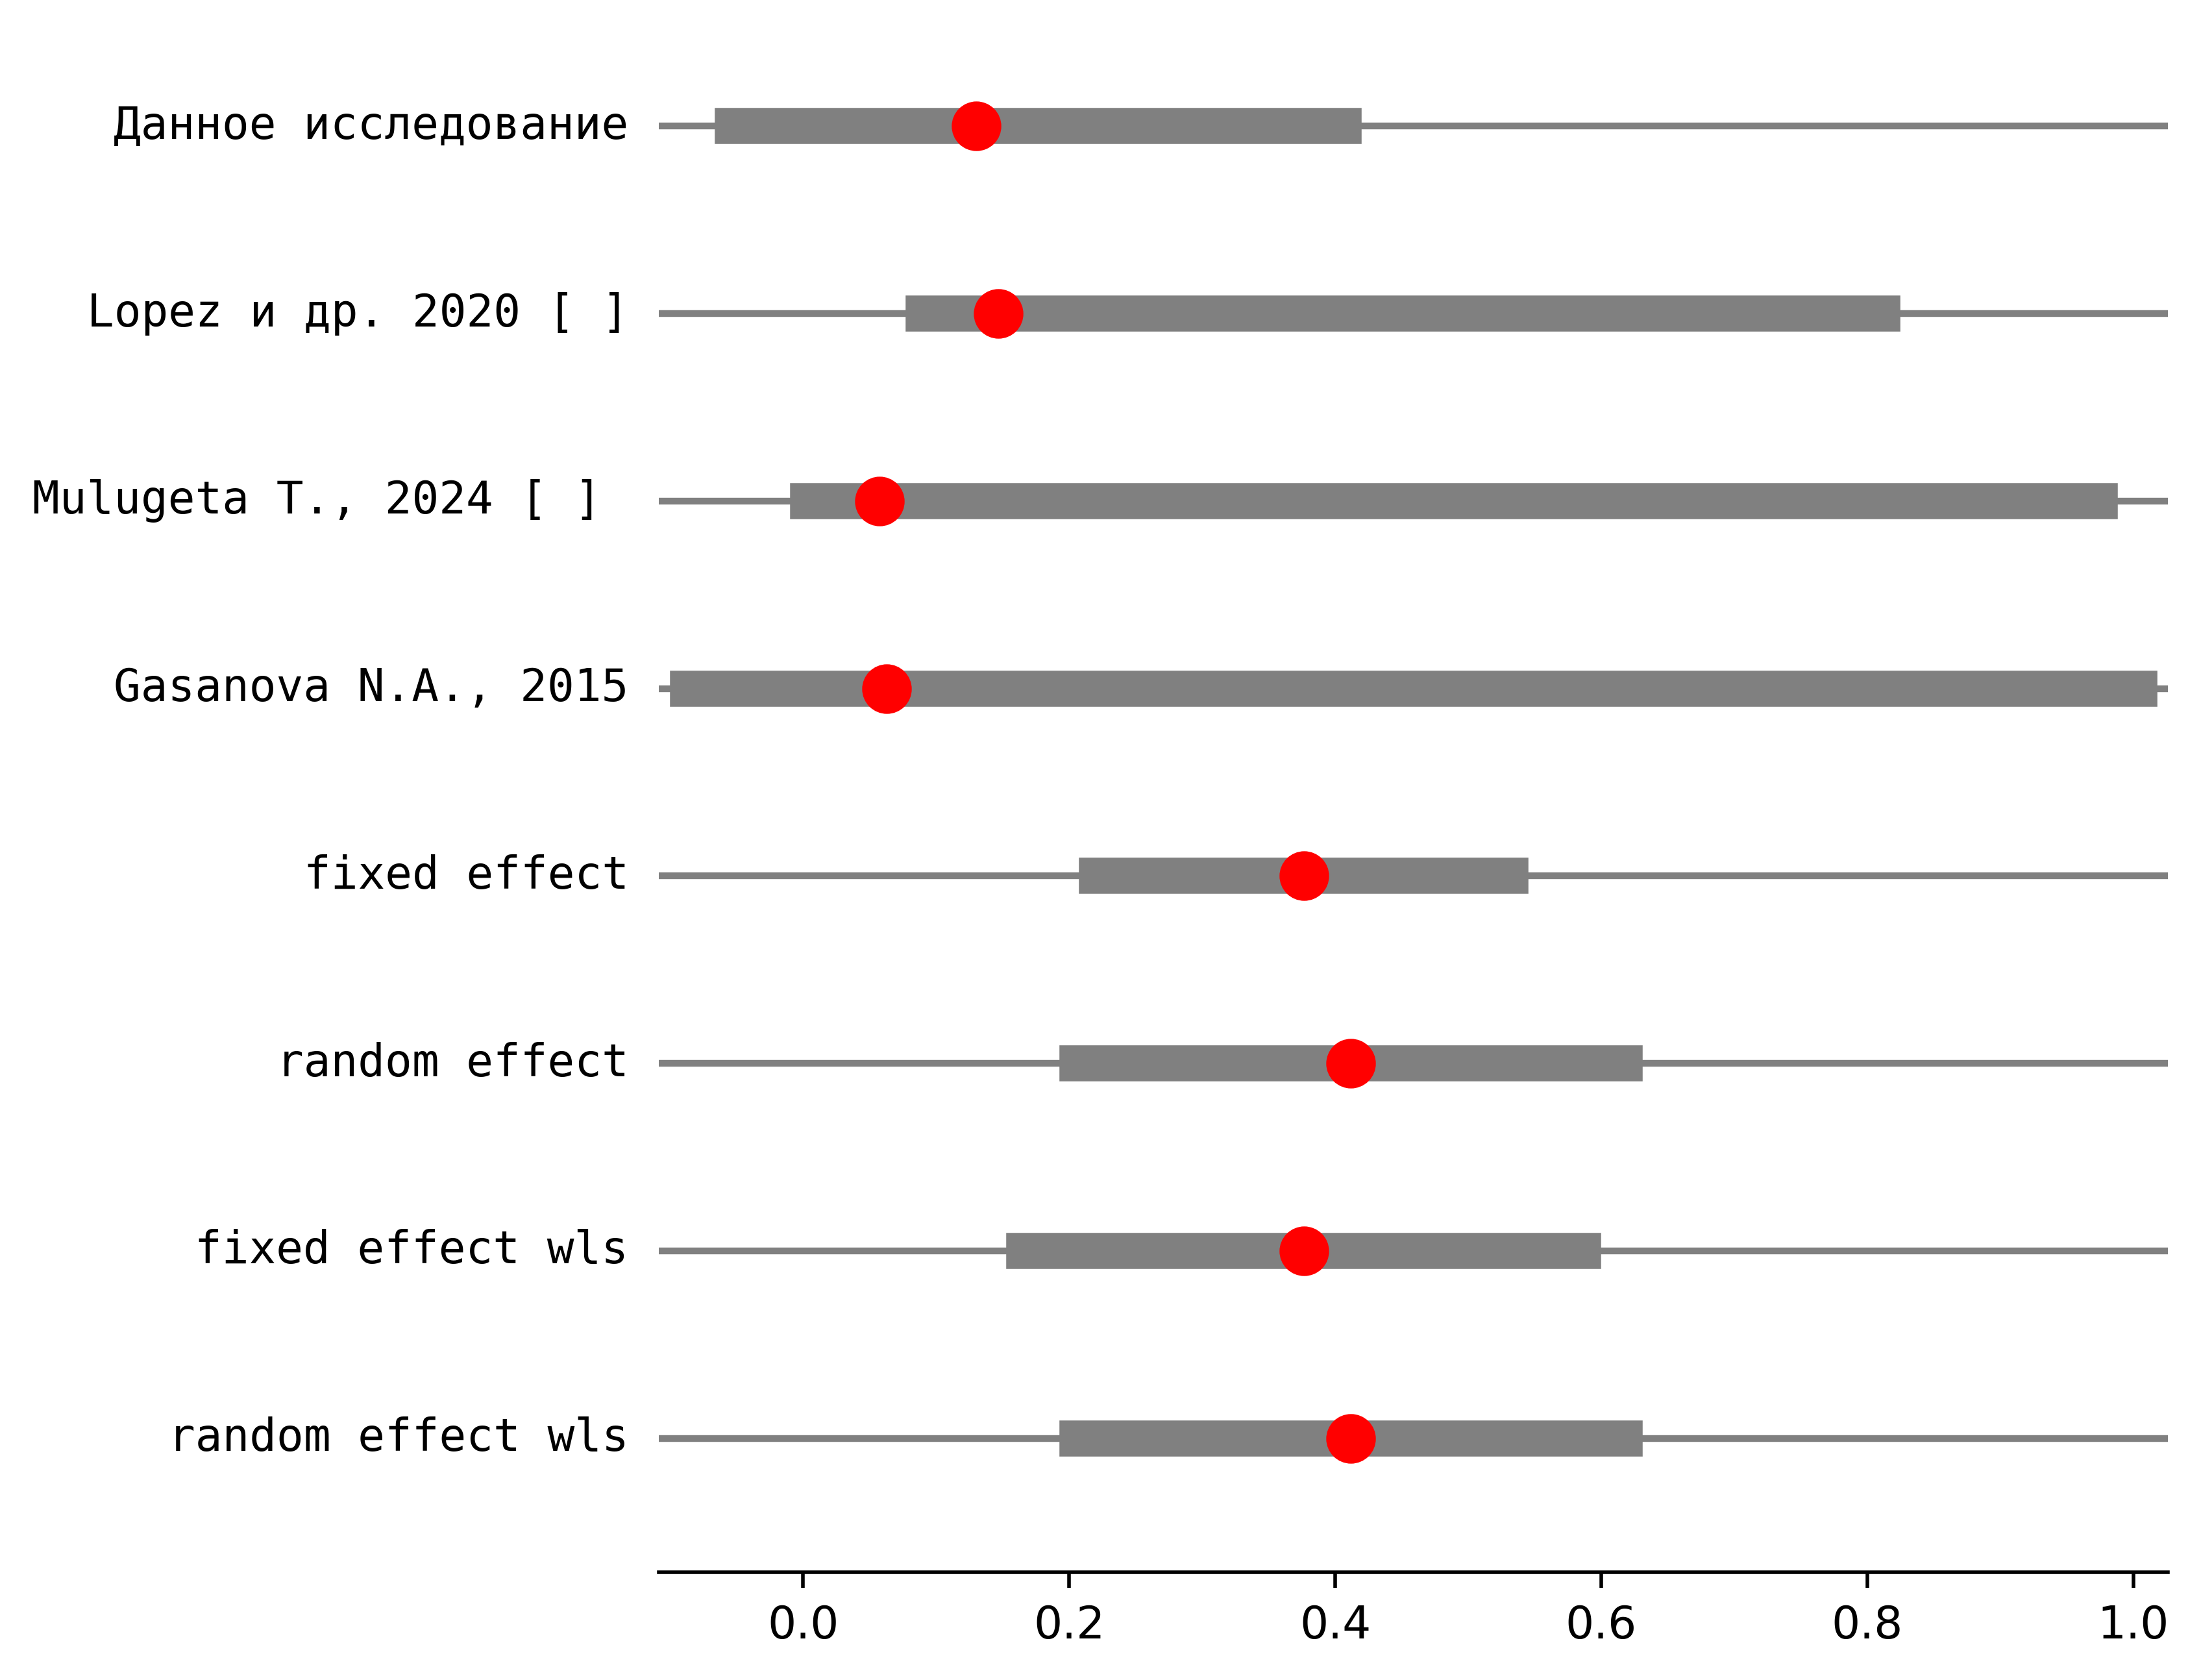 Данное исследование
Lopez и др. 2020 [ ]
Mulugeta T., 2024 [ ]
Gasanova N.A., 2015
fixed effect
random effect
fixed effect wls
random effect wls
0.0 0.2 0.4 0.6 0.8 1.0